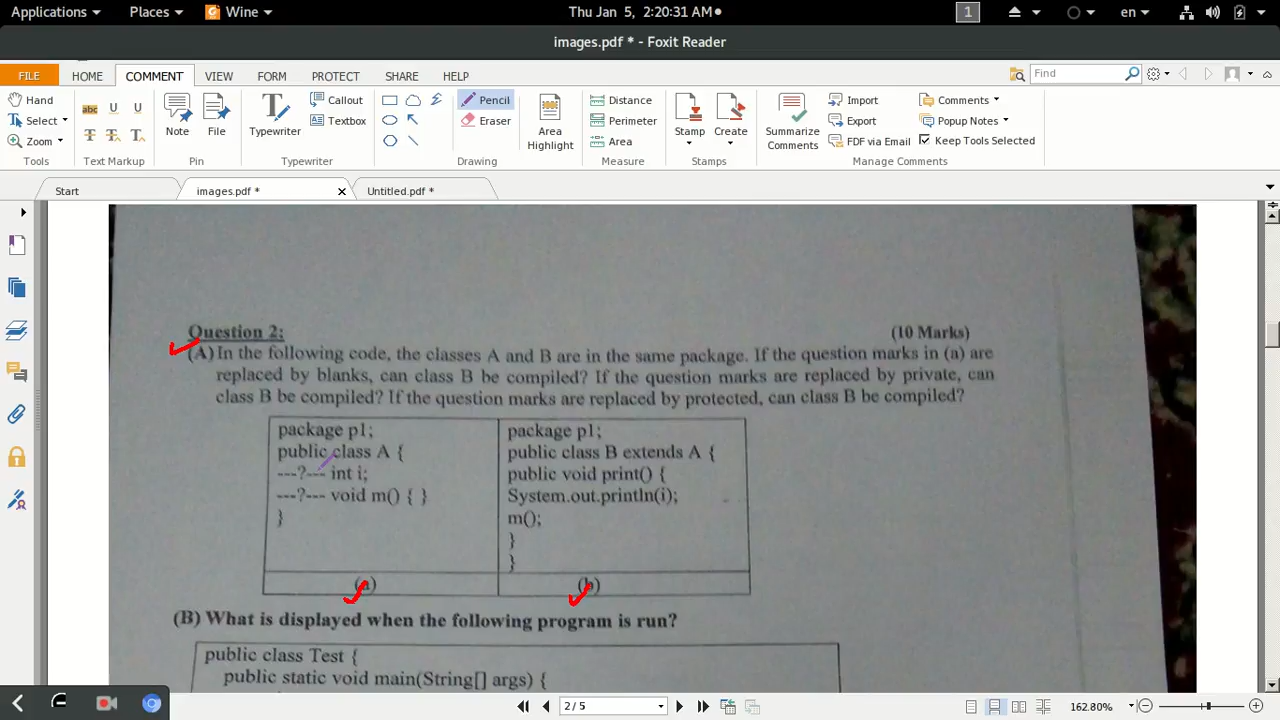 Applications Places Wine Thu Jan 5, 2:20:31 AM 1 en
images.pdf * - Foxit Reader
FILE HOME COMMENT VIEW FORM PROTECT SHARE HELP Find
Hand
Select
Zoom
Tools
abc U U
T T T
Text Markup
Note File
Pin
Typewriter
Callout
Textbox
Typewriter
Pencil
Eraser
Drawing
Area
Highlight
Distance
Perimeter
Area
Measure
Stamp Create
Stamps
Summarize
Comments
Import
Export
FDF via Email
Comments
Popup Notes
Keep Tools Selected
Manage Comments
Start images.pdf * Untitled.pdf *
Question 2: (10 Marks)
(A) In the following code, the classes A and B are in the same package. If the question marks in (a) are
replaced by blanks, can class B be compiled? If the question marks are replaced by private, can
class B be compiled? If the question marks are replaced by protected, can class B be compiled?
package p1;
public class A {
---?--- int i;
---?--- void m() { }
}
(a)
package p1;
public class B extends A {
public void print() {
System.out.println(i);
m();
}
}
(b)
(B) What is displayed when the following program is run?
public class Test {
public static void main(String[] args) {
2 / 5 162.80%